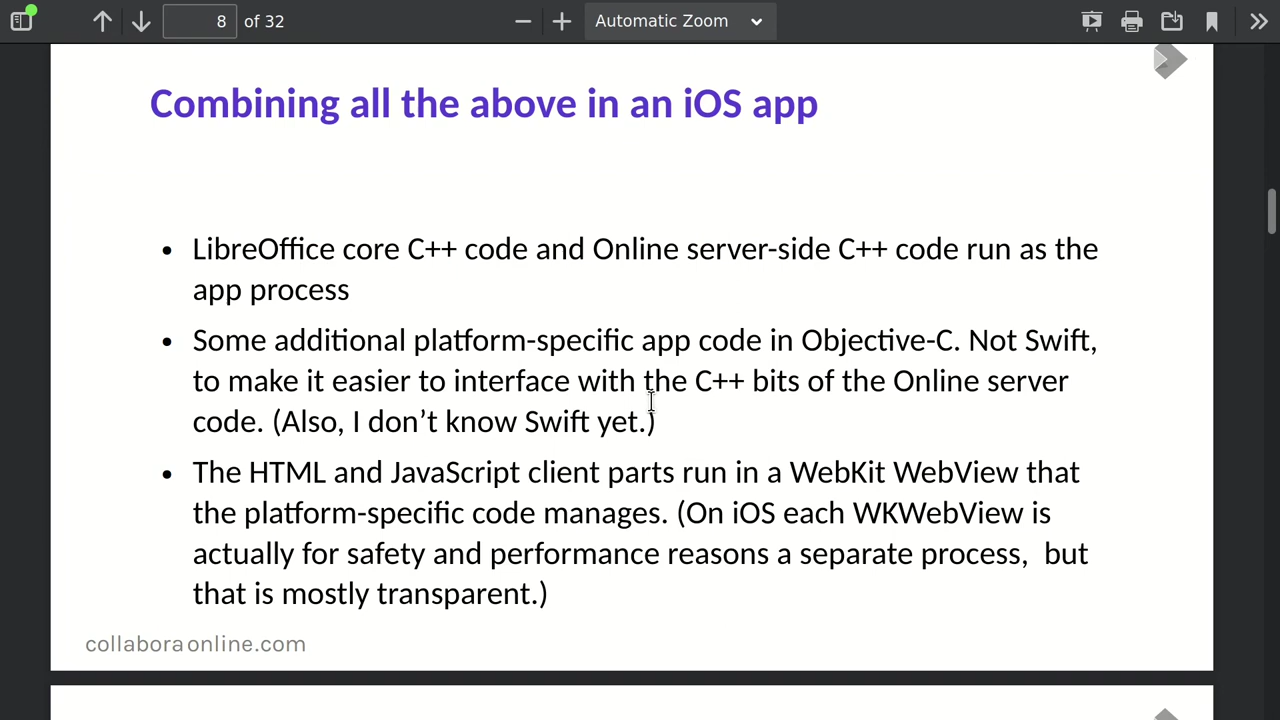 8 of 32 Automatic Zoom
Combining all the above in an iOS app
• LibreOffice core C++ code and Online server-side C++ code run as the
app process
• Some additional platform-specific app code in Objective-C. Not Swift,
to make it easier to interface with the C++ bits of the Online server
code. (Also, I don’t know Swift yet.)
• The HTML and JavaScript client parts run in a WebKit WebView that
the platform-specific code manages. (On iOS each WKWebView is
actually for safety and performance reasons a separate process,  but
that is mostly transparent.)
collaboraonline.com